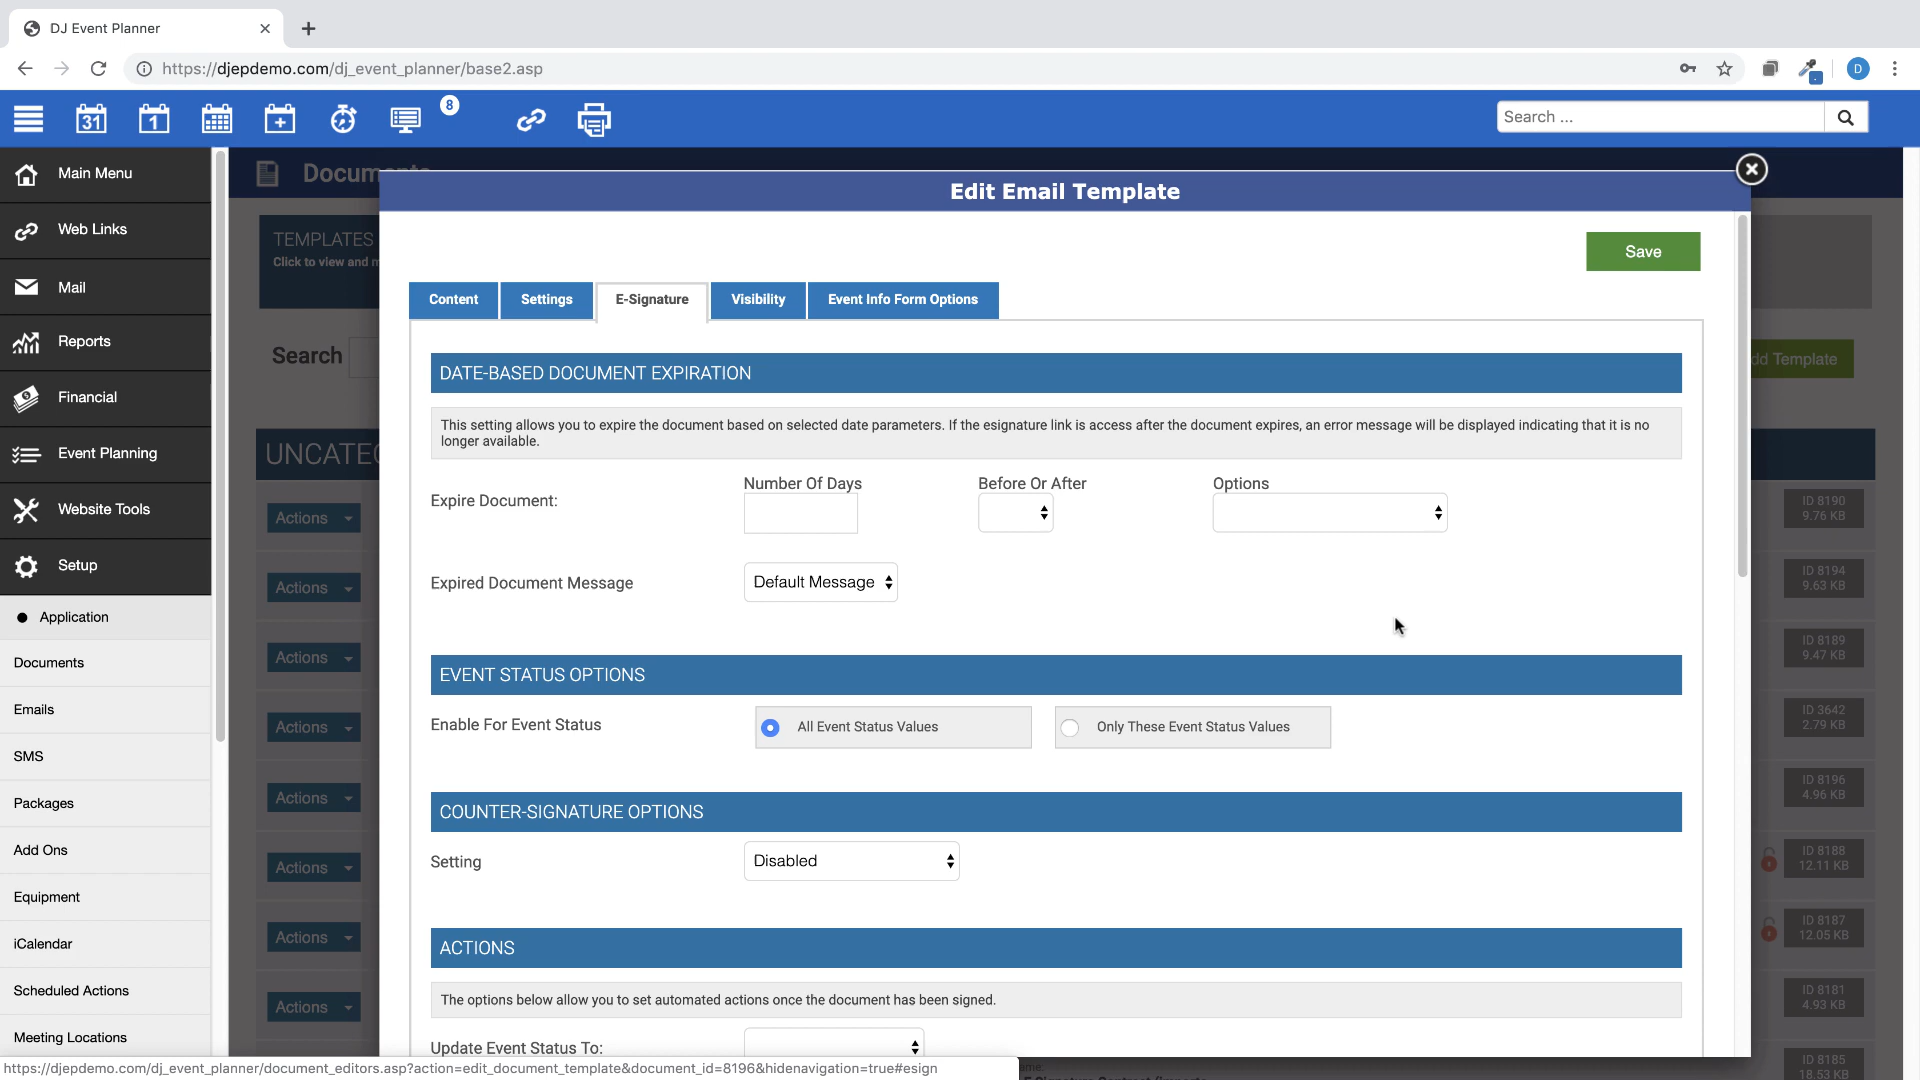 DJ Event Planner
https://djepdemo.com/dj_event_planner/base2.asp
D
31
1
8
Search ...
Main Menu
Web Links
Mail
Reports
Financial
Event Planning
Website Tools
Setup
Application
Documents
Emails
SMS
Packages
Add Ons
Equipment
iCalendar
Scheduled Actions
Meeting Locations
Documents
TEMPLATES
Click to view and m
Search
dd Template
UNCATEG
Actions
ID 8190
9.76 KB
Actions
ID 8194
9.63 KB
Actions
ID 8189
9.47 KB
Actions
ID 3642
2.79 KB
Actions
ID 8196
4.96 KB
Actions
ID 8188
12.11 KB
Actions
ID 8187
12.05 KB
Actions
ID 8181
4.93 KB
ID 8185
18.53 KB
Edit Email Template
Save
Content
Settings
E-Signature
Visibility
Event Info Form Options
DATE-BASED DOCUMENT EXPIRATION
This setting allows you to expire the document based on selected date parameters. If the esignature link is access after the document expires, an error message will be displayed indicating that it is no
longer available.
Expire Document:
Number Of Days
Before Or After
Options
Expired Document Message
Default Message
EVENT STATUS OPTIONS
Enable For Event Status
All Event Status Values
Only These Event Status Values
COUNTER-SIGNATURE OPTIONS
Setting
Disabled
ACTIONS
The options below allow you to set automated actions once the document has been signed.
Update Event Status To:
https://djepdemo.com/dj_event_planner/document_editors.asp?action=edit_document_template&document_id=8196&hidenavigation=true#esign